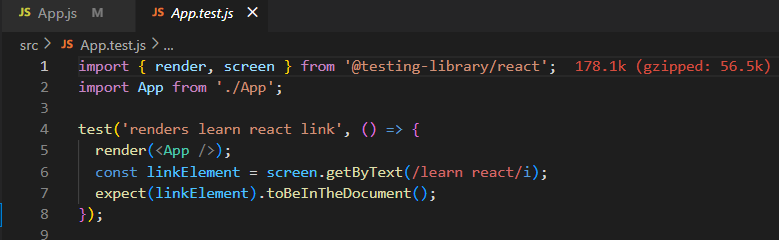 JS App.js M JS App.test.js ×
src > JS App.test.js > ...
1 import { render, screen } from '@testing-library/react'; 178.1k (gzipped: 56.5k)
2 import App from './App';
3
4 test('renders learn react link', () => {
5   render(<App />);
6   const linkElement = screen.getByText(/learn react/i);
7   expect(linkElement).toBeInTheDocument();
8 });
9